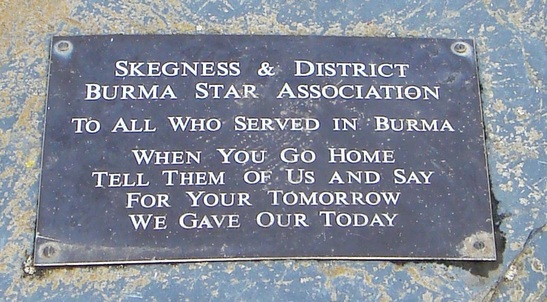 SKEGNESS & DISTRICT
BURMA STAR ASSOCIATION
TO ALL WHO SERVED IN BURMA
WHEN YOU GO HOME
TELL THEM OF US AND SAY
FOR YOUR TOMORROW
WE GAVE OUR TODAY